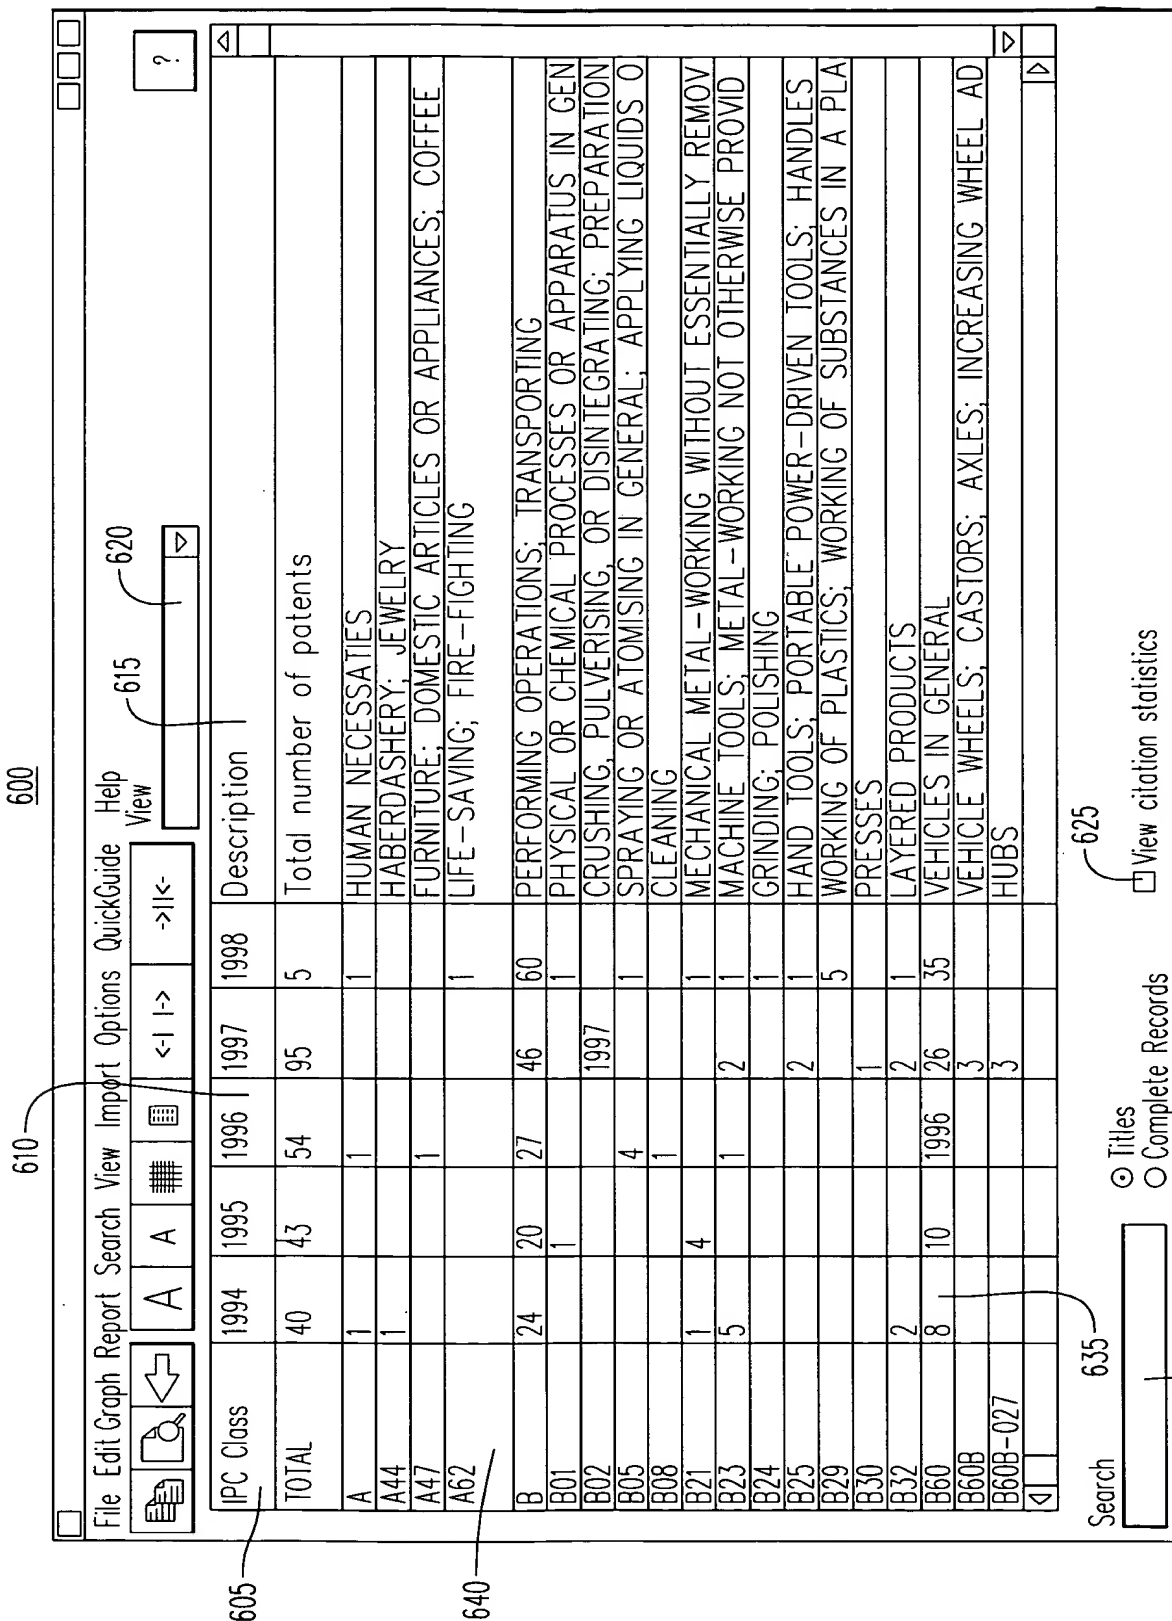 600
610
615
620
File Edit Graph Report Search View Import Options QuickGuide Help
View
A A <-| |-> ->||<- ?
605
IPC Class 1994 1995 1996 1997 1998 Description
TOTAL 40 43 54 95 5 Total number of patents
A 1 1 1 HUMAN NECESSATIES
A44 1 HABERDASHERY; JEWELRY
A47 1 FURNITURE; DOMESTIC ARTICLES OR APPLIANCES; COFFEE
A62 1 LIFE-SAVING; FIRE-FIGHTING
640
B 24 20 27 46 60 PERFORMING OPERATIONS; TRANSPORTING
B01 1 1 PHYSICAL OR CHEMICAL PROCESSES OR APPARATUS IN GEN
B02 1997 CRUSHING, PULVERISING, OR DISINTEGRATING; PREPARATION
B05 4 1 SPRAYING OR ATOMISING IN GENERAL; APPLYING LIQUIDS O
B08 1 CLEANING
B21 1 4 1 MECHANICAL METAL-WORKING WITHOUT ESSENTIALLY REMOV
B23 5 1 2 1 MACHINE TOOLS; METAL-WORKING NOT OTHERWISE PROVID
B24 1 GRINDING; POLISHING
B25 2 1 HAND TOOLS; PORTABLE POWER-DRIVEN TOOLS; HANDLES
B29 5 WORKING OF PLASTICS; WORKING OF SUBSTANCES IN A PLA
B30 1 PRESSES
B32 2 2 1 LAYERED PRODUCTS
B60 8 10 1996 26 35 VEHICLES IN GENERAL
B60B 3 VEHICLE WHEELS; CASTORS; AXLES; INCREASING WHEEL AD
B60B-027 3 HUBS
635
625
Search
Titles
View citation statistics
Complete Records